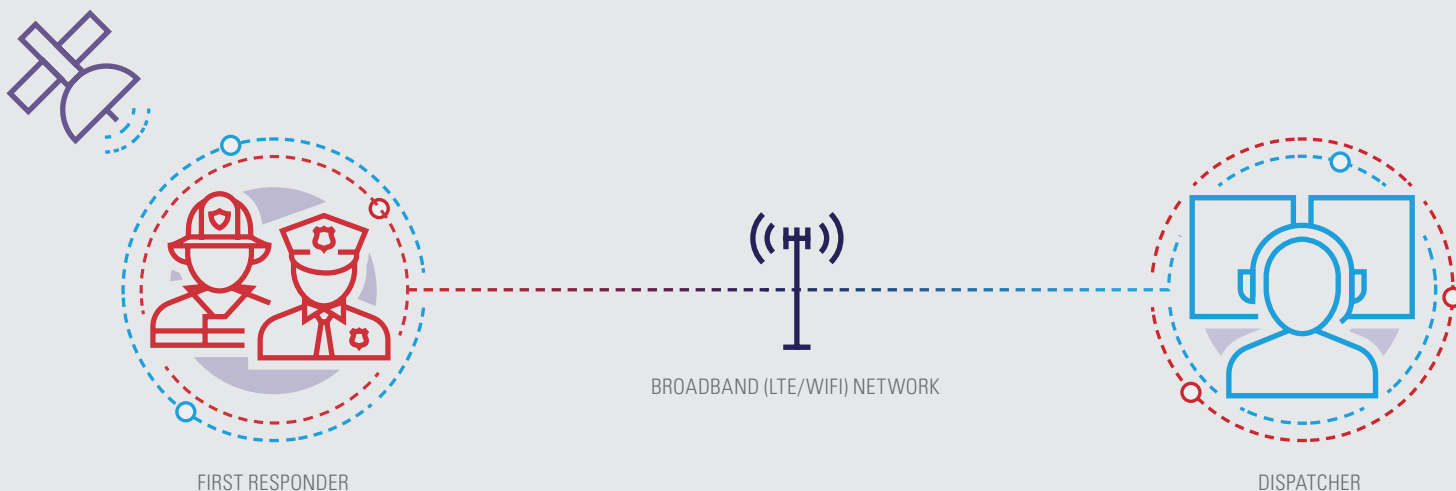 BROADBAND (LTE/WIFI) NETWORK
FIRST RESPONDER
DISPATCHER